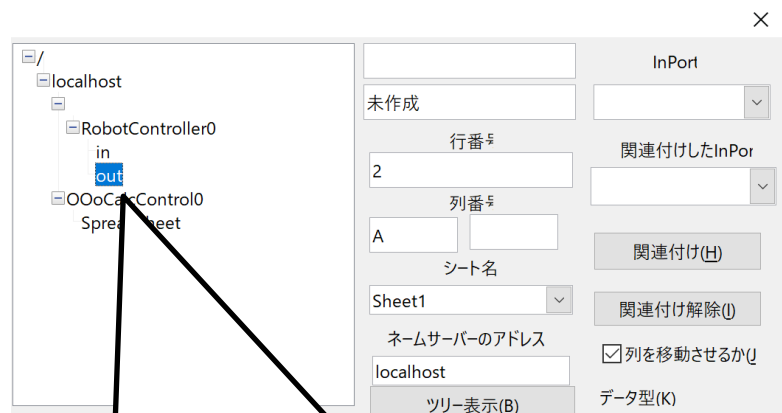 /
localhost
RobotController0
in
out
OOoCalcControl0
SpreadSheet
未作成
行番号
2
列番号
A
シート名
Sheet1
ネームサーバーのアドレス
localhost
ツリー表示(B)
InPort
関連付けしたInPor
関連付け(H)
関連付け解除(I)
列を移動させるか(J
データ型(K)